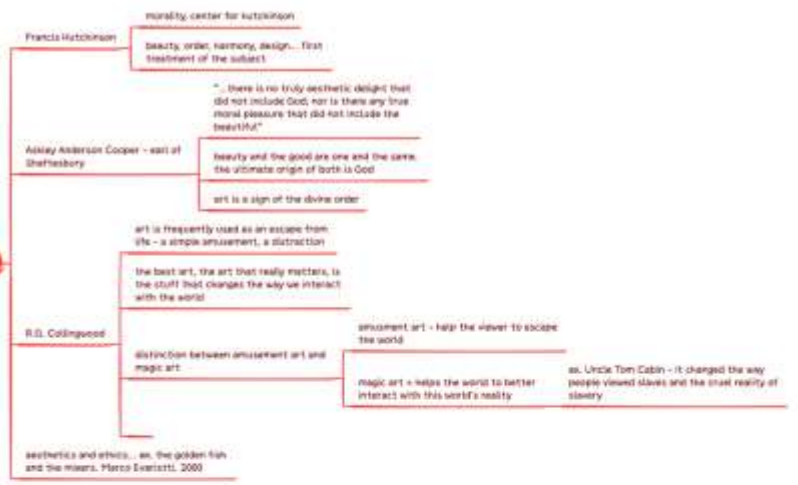 morality, center for hutchinson
Francis Hutchinson
beauty, order, harmony, design... first
treatment of the subject
"... there is no truly aesthetic delight that
did not include God, nor is there any true
moral pleasure that did not include the
beautiful"
Ashley Anderson Cooper - earl of
Shaftesbury
beauty and the good are one and the same,
the ultimate origin of both is God
art is a sign of the divine order
art is frequently used as an escape from
life - a simple amusement, a distraction
the best art, the art that really matters, is
the stuff that changes the way we interact
with the world
R.G. Collingwood
distinction between amusement art and
magic art
amusment art - help the viewer to escape
the world
magic art = helps the world to better
interact with this world's reality
ex. Uncle Tom Cabin - it changed the way
people viewed slaves and the cruel reality of
slavery
aesthetics and ethics... ex. the golden fish
and the mixers, Marco Evaristti, 2000